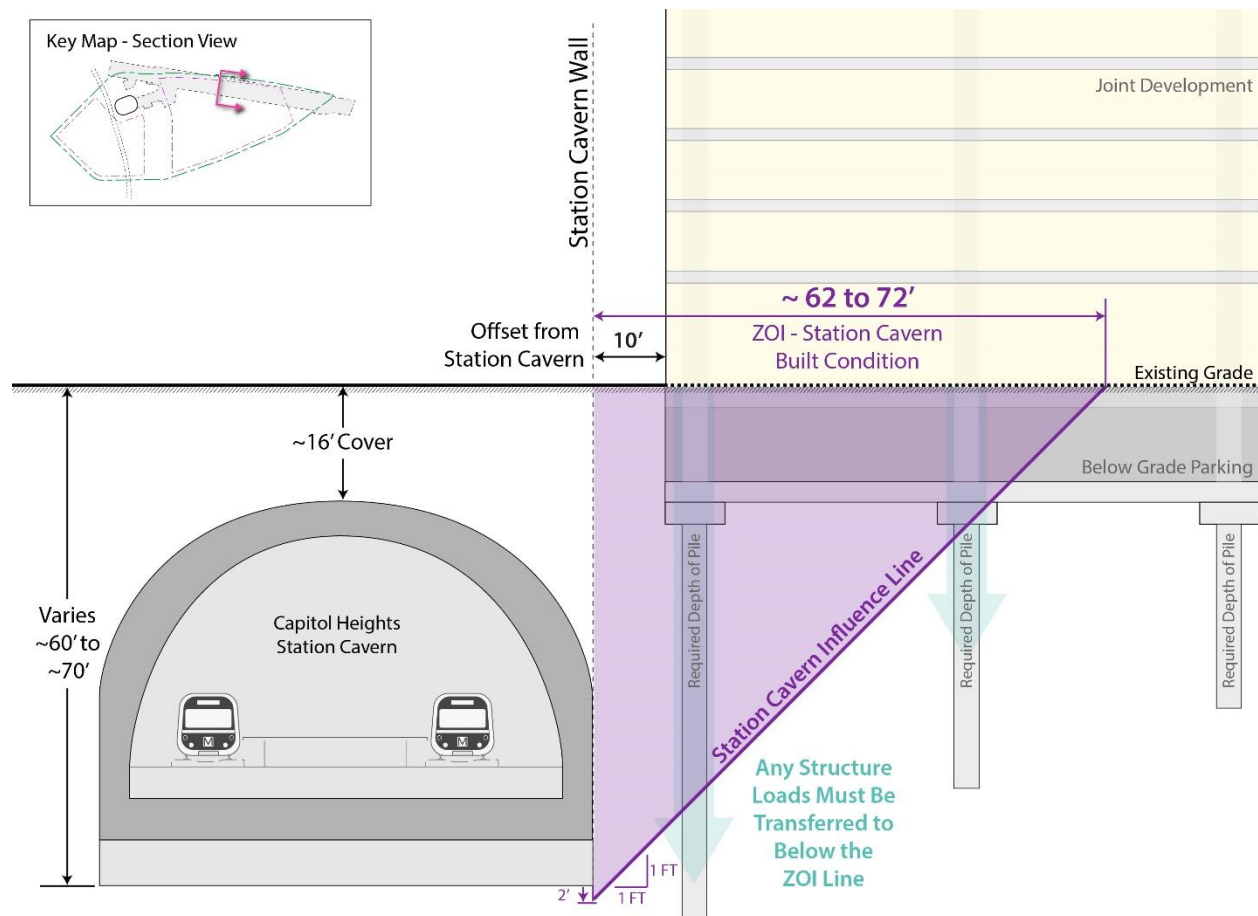 Key Map - Section View
Station Cavern Wall
Joint Development
~ 62 to 72’
Offset from
Station Cavern
10’
ZOI - Station Cavern
Built Condition
Existing Grade
~16’ Cover
Below Grade Parking
Varies
~60’ to
~70’
Capitol Heights
Station Cavern
M
M
Required Depth of Pile
Required Depth of Pile
Required Depth of Pile
Station Cavern Influence Line
Any Structure
Loads Must Be
Transferred to
Below the
ZOI Line
1 FT
1 FT
2’